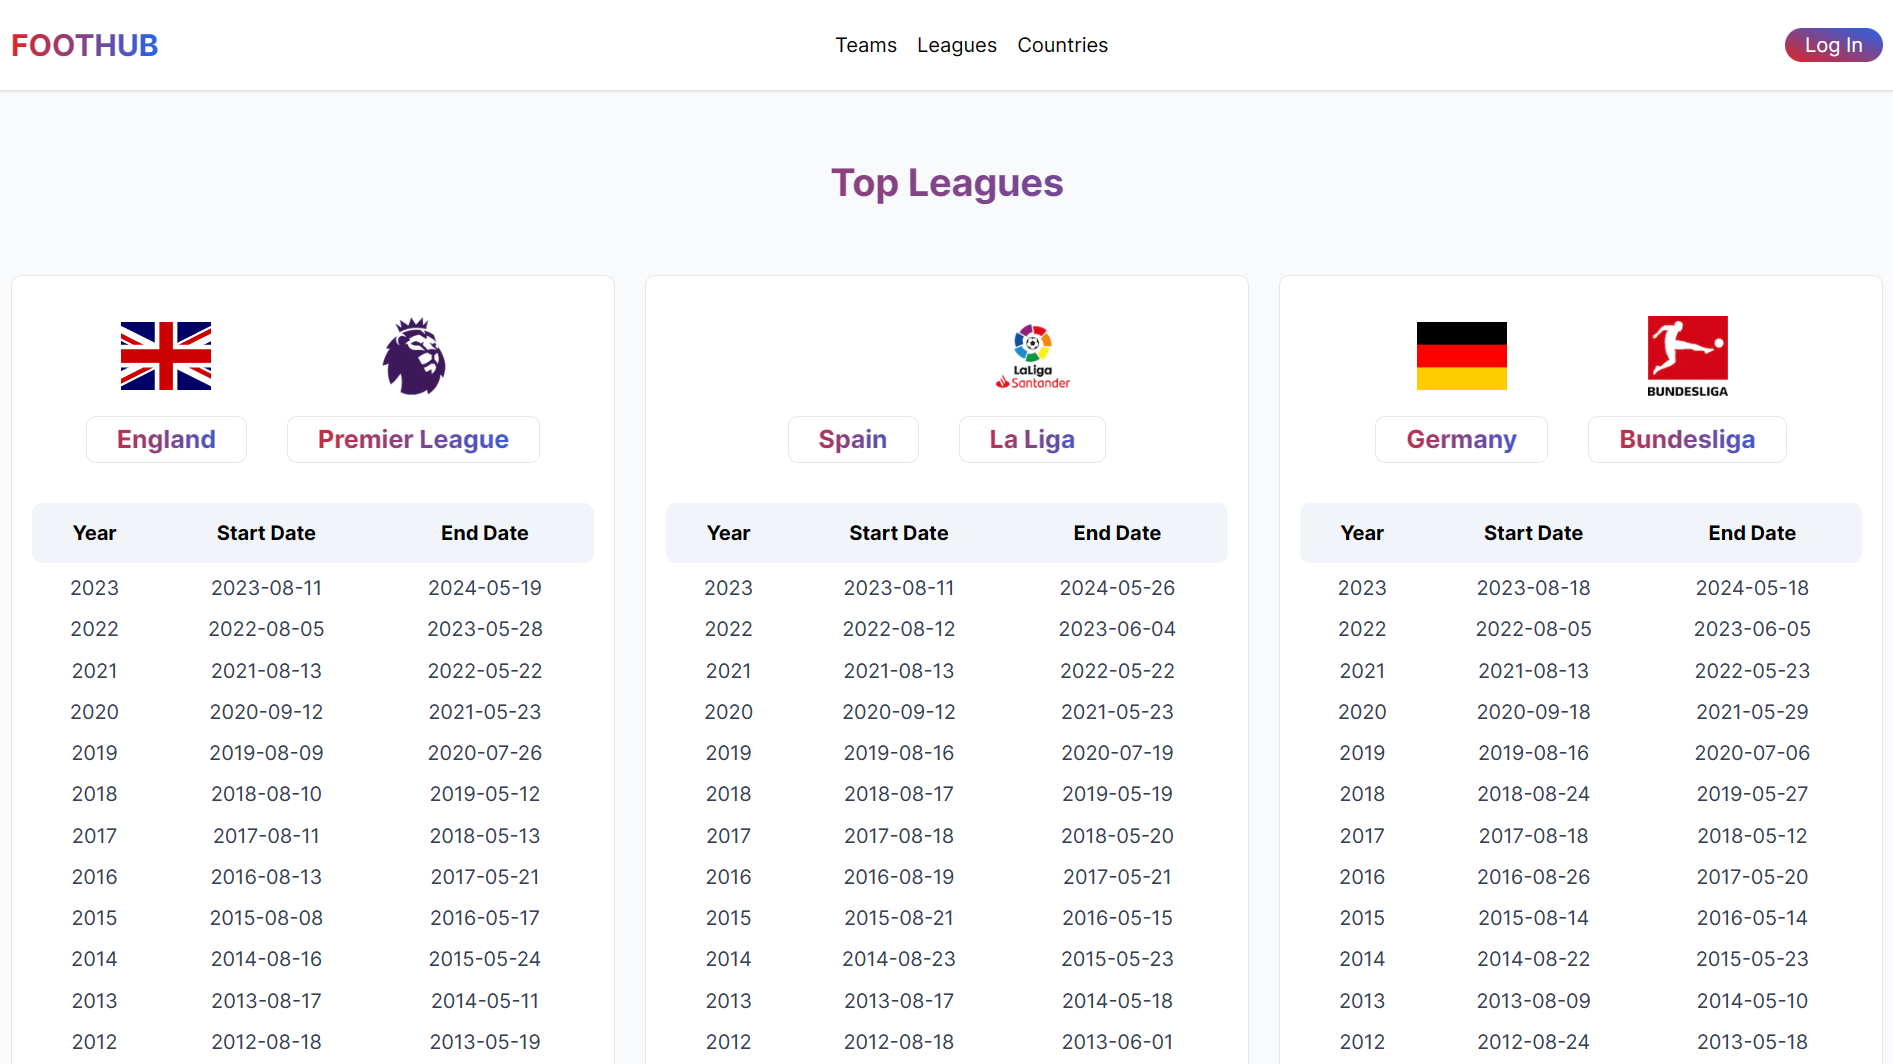 FOOTHUB
Teams Leagues Countries
Log In
Top Leagues
England Premier League
Year Start Date End Date
2023 2023-08-11 2024-05-19
2022 2022-08-05 2023-05-28
2021 2021-08-13 2022-05-22
2020 2020-09-12 2021-05-23
2019 2019-08-09 2020-07-26
2018 2018-08-10 2019-05-12
2017 2017-08-11 2018-05-13
2016 2016-08-13 2017-05-21
2015 2015-08-08 2016-05-17
2014 2014-08-16 2015-05-24
2013 2013-08-17 2014-05-11
2012 2012-08-18 2013-05-19
LaLiga
Santander
Spain La Liga
Year Start Date End Date
2023 2023-08-11 2024-05-26
2022 2022-08-12 2023-06-04
2021 2021-08-13 2022-05-22
2020 2020-09-12 2021-05-23
2019 2019-08-16 2020-07-19
2018 2018-08-17 2019-05-19
2017 2017-08-18 2018-05-20
2016 2016-08-19 2017-05-21
2015 2015-08-21 2016-05-15
2014 2014-08-23 2015-05-23
2013 2013-08-17 2014-05-18
2012 2012-08-18 2013-06-01
BUNDESLIGA
Germany Bundesliga
Year Start Date End Date
2023 2023-08-18 2024-05-18
2022 2022-08-05 2023-06-05
2021 2021-08-13 2022-05-23
2020 2020-09-18 2021-05-29
2019 2019-08-16 2020-07-06
2018 2018-08-24 2019-05-27
2017 2017-08-18 2018-05-12
2016 2016-08-26 2017-05-20
2015 2015-08-14 2016-05-14
2014 2014-08-22 2015-05-23
2013 2013-08-09 2014-05-10
2012 2012-08-24 2013-05-18